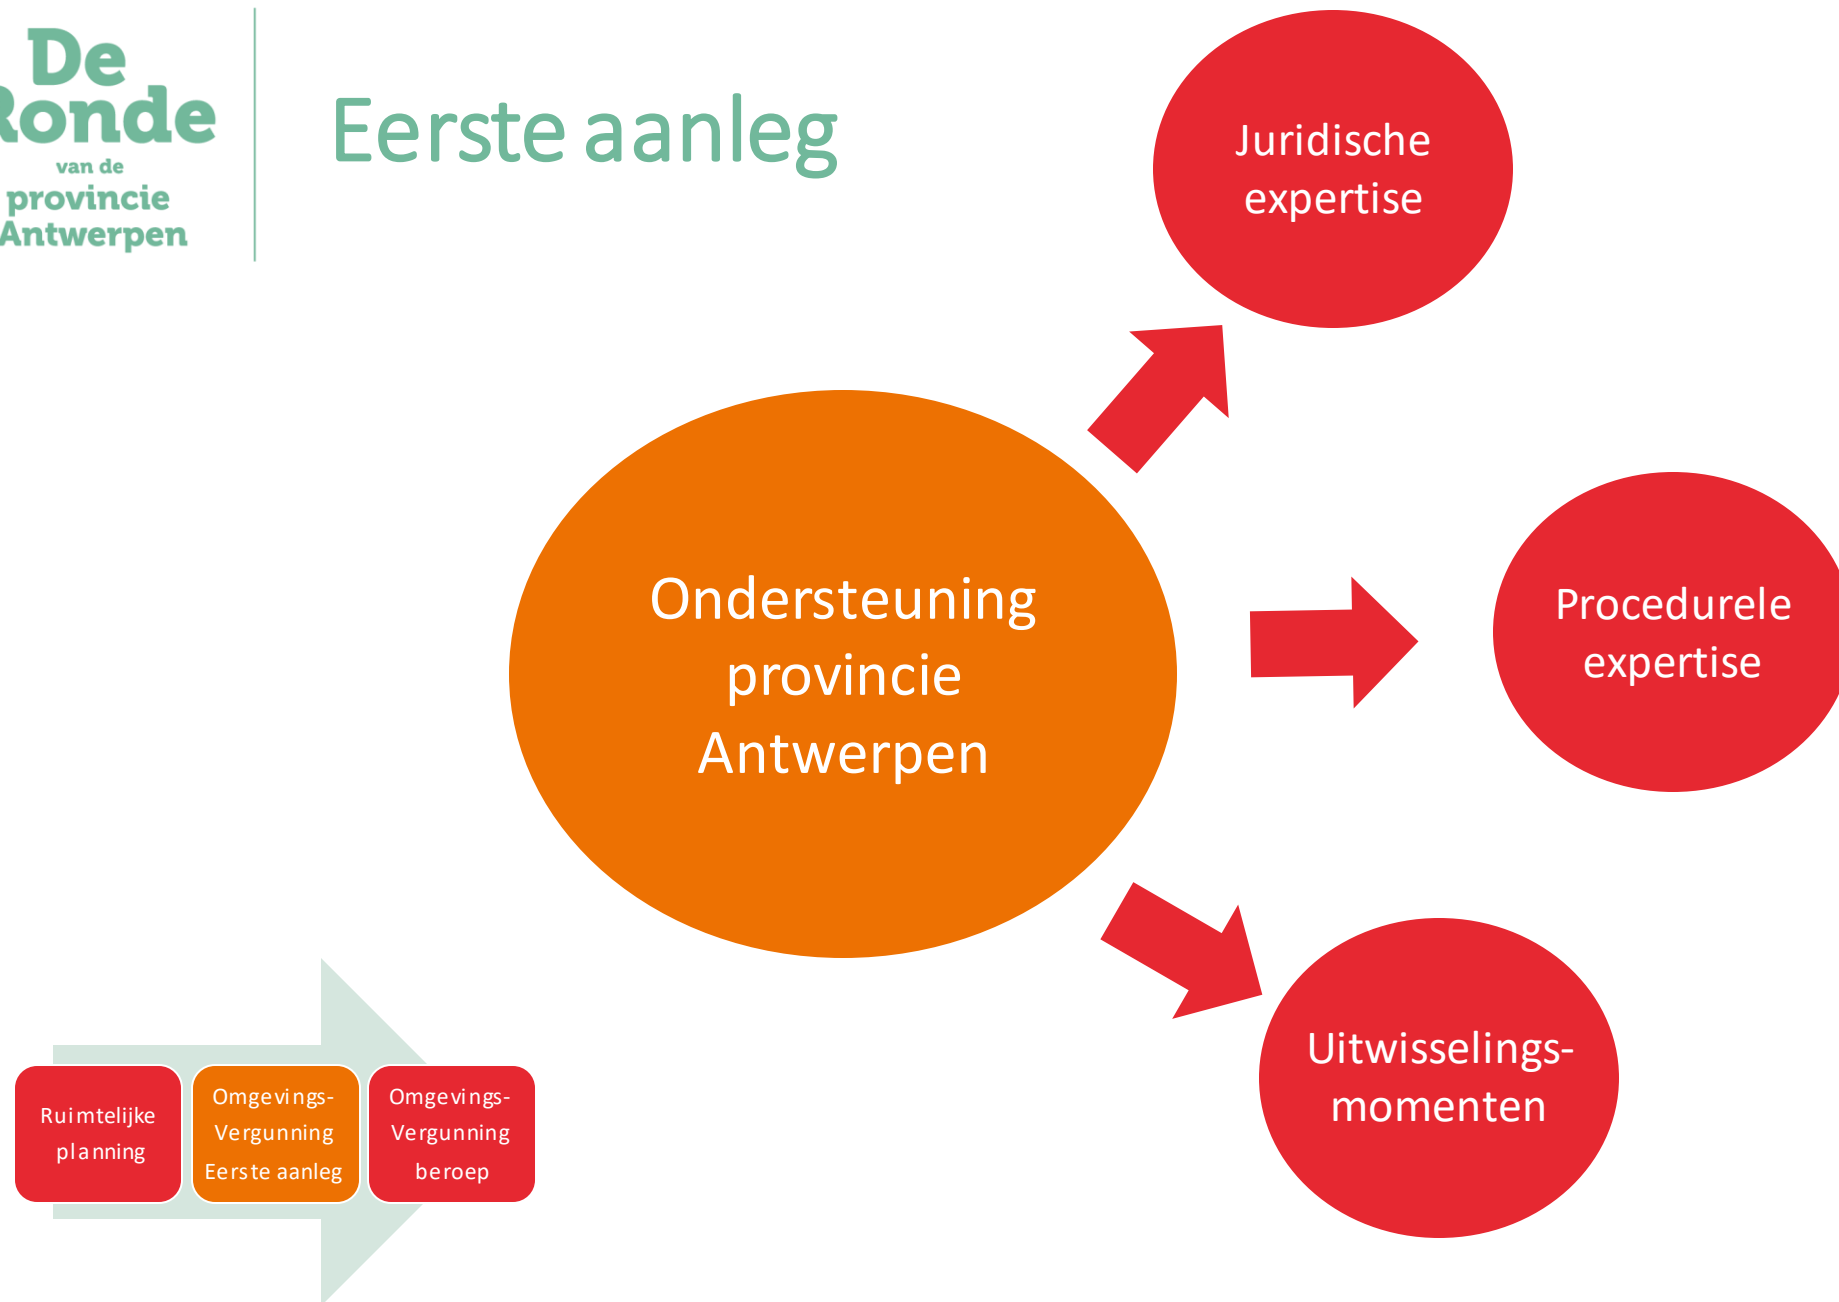 De
Ronde
van de
provincie
Antwerpen
Eerste aanleg
Juridische
expertise
Ondersteuning
provincie
Antwerpen
Procedurele
expertise
Uitwisselings-
momenten
Ruimtelijke
planning
Omgevings-
Vergunning
Eerste aanleg
Omgevings-
Vergunning
beroep